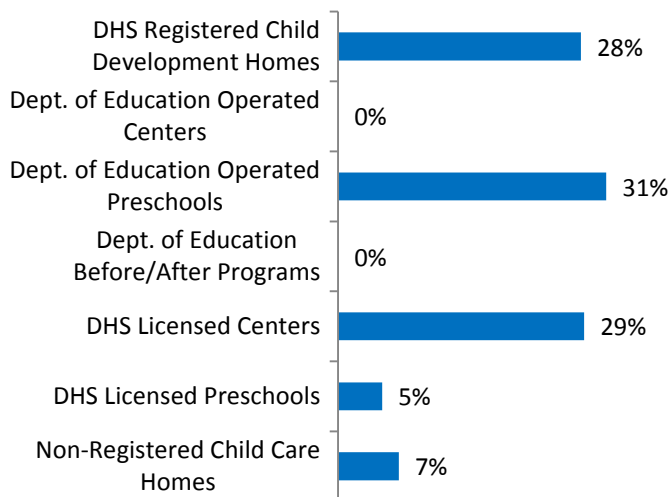 DHS Registered Child
Development Homes
28%
Dept. of Education Operated
Centers
0%
Dept. of Education Operated
Preschools
31%
Dept. of Education
Before/After Programs
0%
DHS Licensed Centers
29%
DHS Licensed Preschools
5%
Non-Registered Child Care
Homes
7%